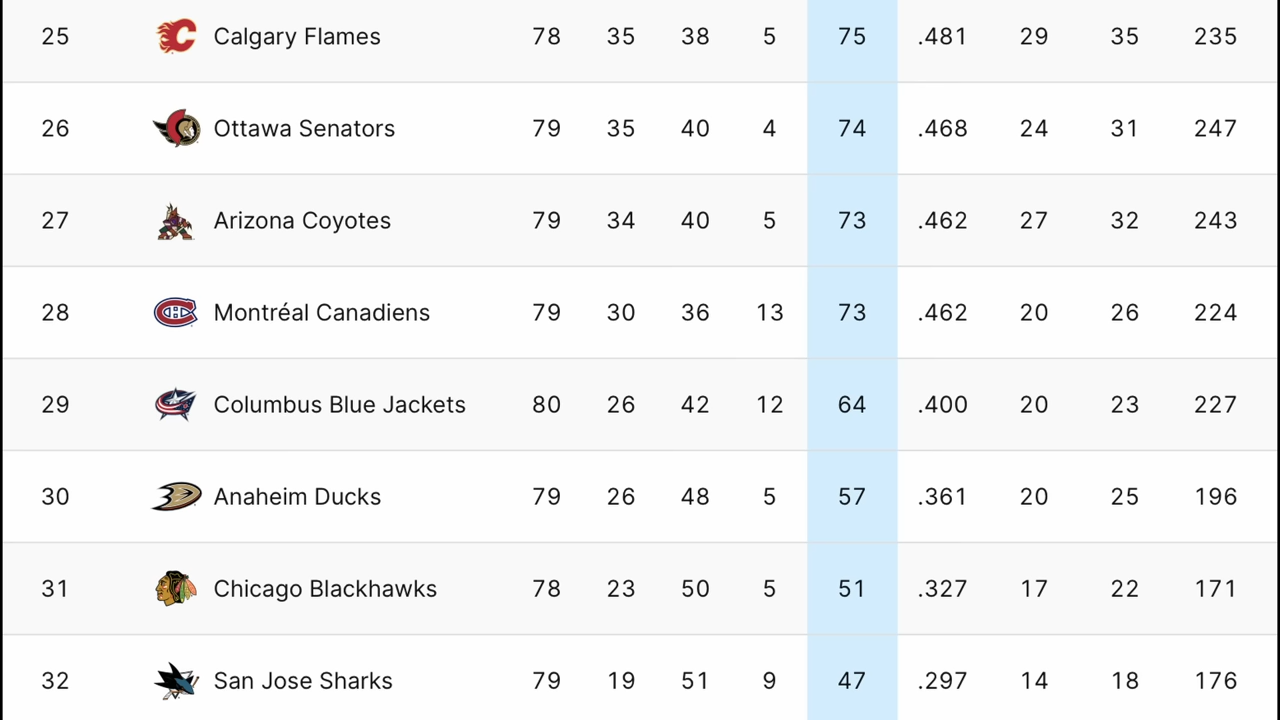 25 Calgary Flames 78 35 38 5 75 .481 29 35 235
26 Ottawa Senators 79 35 40 4 74 .468 24 31 247
27 Arizona Coyotes 79 34 40 5 73 .462 27 32 243
28 Montréal Canadiens 79 30 36 13 73 .462 20 26 224
29 Columbus Blue Jackets 80 26 42 12 64 .400 20 23 227
30 Anaheim Ducks 79 26 48 5 57 .361 20 25 196
31 Chicago Blackhawks 78 23 50 5 51 .327 17 22 171
32 San Jose Sharks 79 19 51 9 47 .297 14 18 176